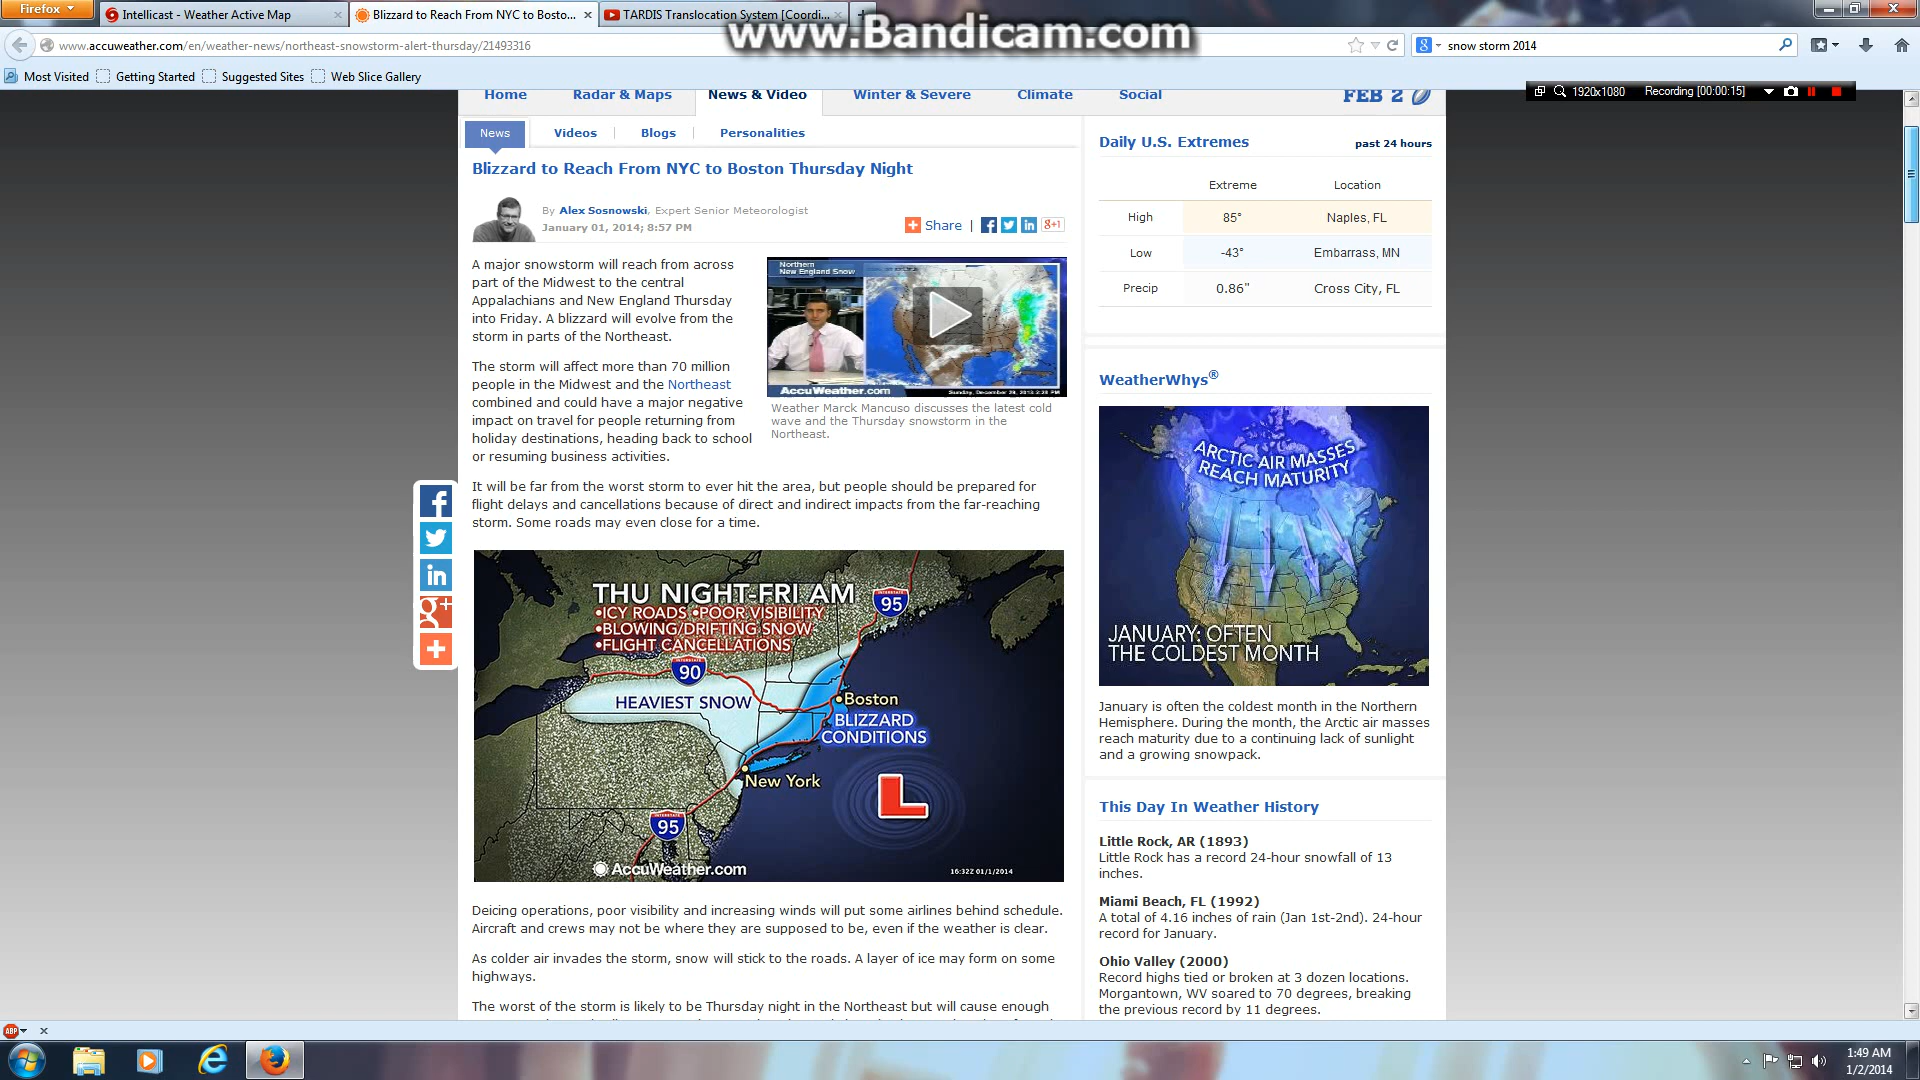 Firefox
Intellicast - Weather Active Map
Blizzard to Reach From NYC to Bosto...
TARDIS Translocation System [Coordi...
www.Bandicam.com
www.accuweather.com/en/weather-news/northeast-snowstorm-alert-thursday/21493316
snow storm 2014
Most Visited
Getting Started
Suggested Sites
Web Slice Gallery
1920x1080
Recording [00:00:15]
Home
Radar & Maps
News & Video
Winter & Severe
Climate
Social
FEB 2
News
Videos
Blogs
Personalities
Blizzard to Reach From NYC to Boston Thursday Night
By Alex Sosnowski, Expert Senior Meteorologist
January 01, 2014; 8:57 PM
Share |
A major snowstorm will reach from across
part of the Midwest to the central
Appalachians and New England Thursday
into Friday. A blizzard will evolve from the
storm in parts of the Northeast.
Northern
New England Snow
AccuWeather.com
Sunday, December 29, 2013 2:26 PM
Weather Marck Mancuso discusses the latest cold
wave and the Thursday snowstorm in the
Northeast.
The storm will affect more than 70 million
people in the Midwest and the Northeast
combined and could have a major negative
impact on travel for people returning from
holiday destinations, heading back to school
or resuming business activities.
It will be far from the worst storm to ever hit the area, but people should be prepared for
flight delays and cancellations because of direct and indirect impacts from the far-reaching
storm. Some roads may even close for a time.
THU NIGHT-FRI AM
•ICY ROADS •POOR VISIBILITY
•BLOWING/DRIFTING SNOW
•FLIGHT CANCELLATIONS
INTERSTATE
95
INTERSTATE
90
HEAVIEST SNOW
Boston
BLIZZARD
CONDITIONS
New York
L
INTERSTATE
95
AccuWeather.com
16:32Z 01/1/2014
Deicing operations, poor visibility and increasing winds will put some airlines behind schedule.
Aircraft and crews may not be where they are supposed to be, even if the weather is clear.
As colder air invades the storm, snow will stick to the roads. A layer of ice may form on some
highways.
The worst of the storm is likely to be Thursday night in the Northeast but will cause enough
Daily U.S. Extremes
past 24 hours
Extreme
Location
High
85°
Naples, FL
Low
-43°
Embarrass, MN
Precip
0.86"
Cross City, FL
WeatherWhys®
ARCTIC AIR MASSES
REACH MATURITY
JANUARY: OFTEN
THE COLDEST MONTH
January is often the coldest month in the Northern
Hemisphere. During the month, the Arctic air masses
reach maturity due to a continuing lack of sunlight
and a growing snowpack.
This Day In Weather History
Little Rock, AR (1893)
Little Rock has a record 24-hour snowfall of 13
inches.
Miami Beach, FL (1992)
A total of 4.16 inches of rain (Jan 1st-2nd). 24-hour
record for January.
Ohio Valley (2000)
Record highs tied or broken at 3 dozen locations.
Morgantown, WV soared to 70 degrees, breaking
the previous record by 11 degrees.
ABP
1:49 AM
1/2/2014